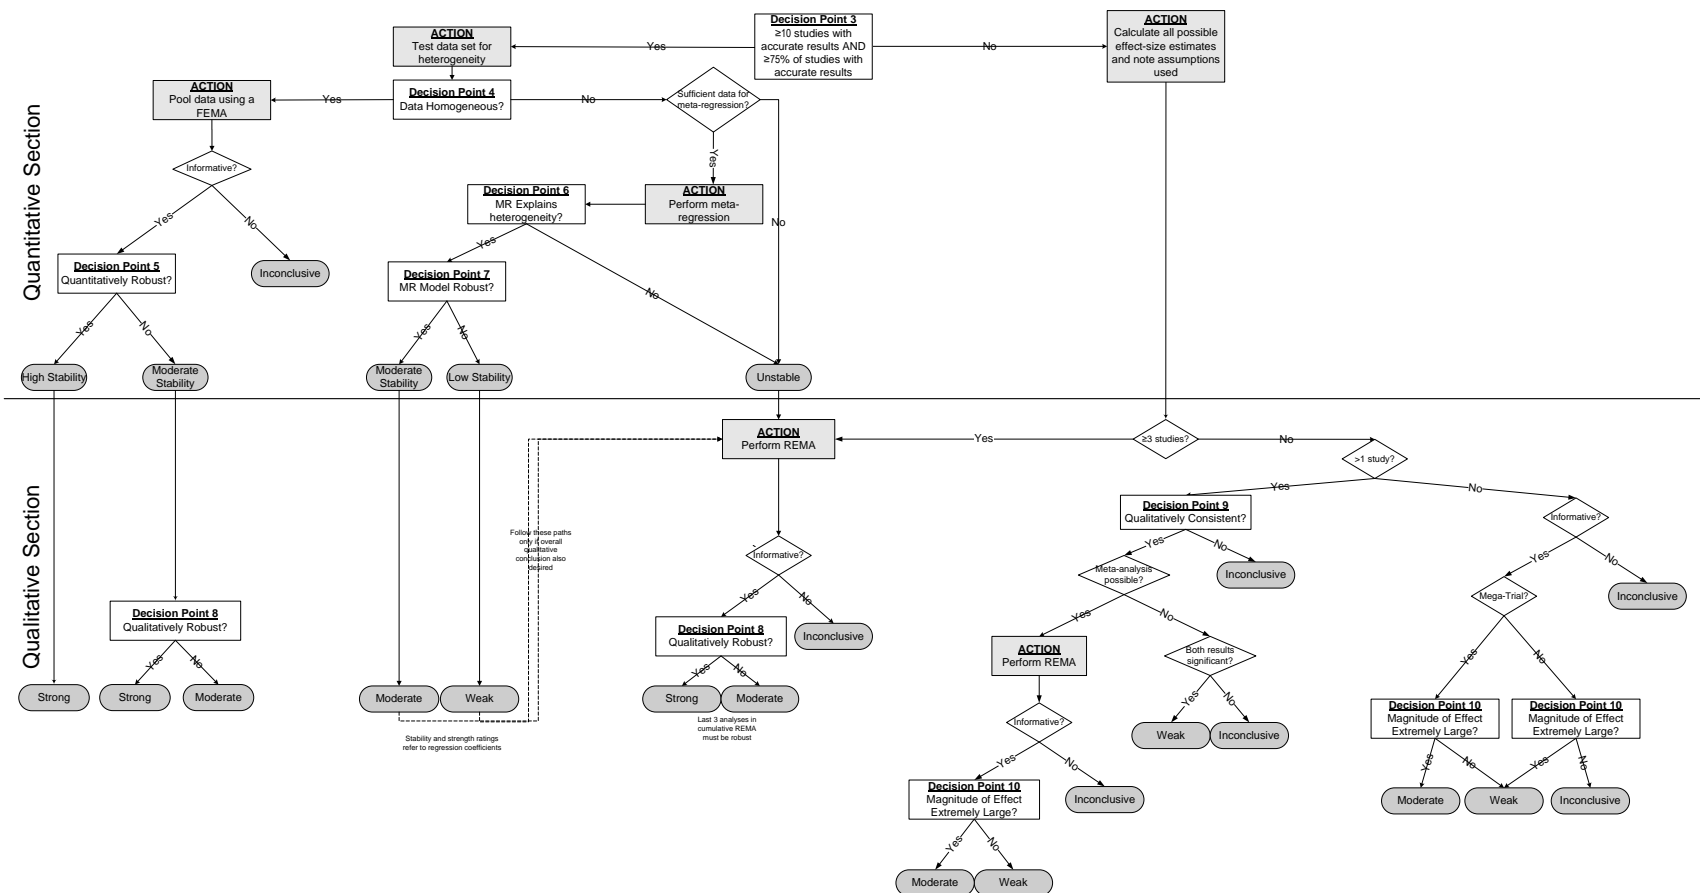 Decision Point 3
≥10 studies with
accurate results AND
≥75% of studies with
accurate results
Yes
No
ACTION
Test data set for
heterogeneity
ACTION
Calculate all possible
effect-size estimates
and note assumptions
used
Quantitative Section
Decision Point 4
Data Homogeneous?
Yes
No
ACTION
Pool data using a
FEMA
Sufficient data for
meta-regression?
Yes
No
Informative?
Yes
No
ACTION
Perform meta-
regression
Decision Point 6
MR Explains
heterogeneity?
Yes
No
Decision Point 5
Quantitatively Robust?
Yes
No
Inconclusive
Decision Point 7
MR Model Robust?
Yes
No
High Stability
Moderate
Stability
Moderate
Stability
Low Stability
Unstable
Qualitative Section
ACTION
Perform REMA
≥3 studies?
Yes
No
>1 study?
Yes
No
Follow these paths
only if overall
qualitative
conclusion also
desired
Decision Point 9
Qualitatively Consistent?
Yes
No
Informative?
Yes
No
Informative?
Yes
No
Meta-analysis
possible?
Yes
No
Inconclusive
Mega-Trial?
Yes
No
Inconclusive
Decision Point 8
Qualitatively Robust?
Yes
No
Decision Point 8
Qualitatively Robust?
Yes
No
Inconclusive
ACTION
Perform REMA
Both results
significant?
Yes
No
Strong
Strong
Moderate
Moderate
Weak
Strong
Moderate
Last 3 analyses in
cumulative REMA
must be robust
Stability and strength ratings
refer to regression coefficients
Informative?
Yes
No
Weak
Inconclusive
Decision Point 10
Magnitude of Effect
Extremely Large?
Yes
No
Decision Point 10
Magnitude of Effect
Extremely Large?
Yes
No
Decision Point 10
Magnitude of Effect
Extremely Large?
Yes
No
Inconclusive
Moderate
Weak
Inconclusive
Moderate
Weak